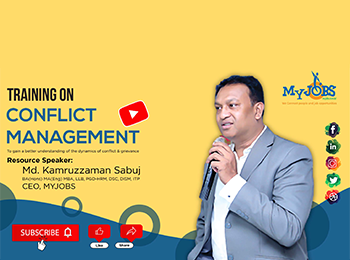 TRAINING ON
CONFLICT
MANAGEMENT
To gain a better understanding of the dynamics of conflict & grievance
Resource Speaker:
Md. Kamruzzaman Sabuj
CEO, MYJOBS
MYJOBS
SUBSCRIBE
Like
Share